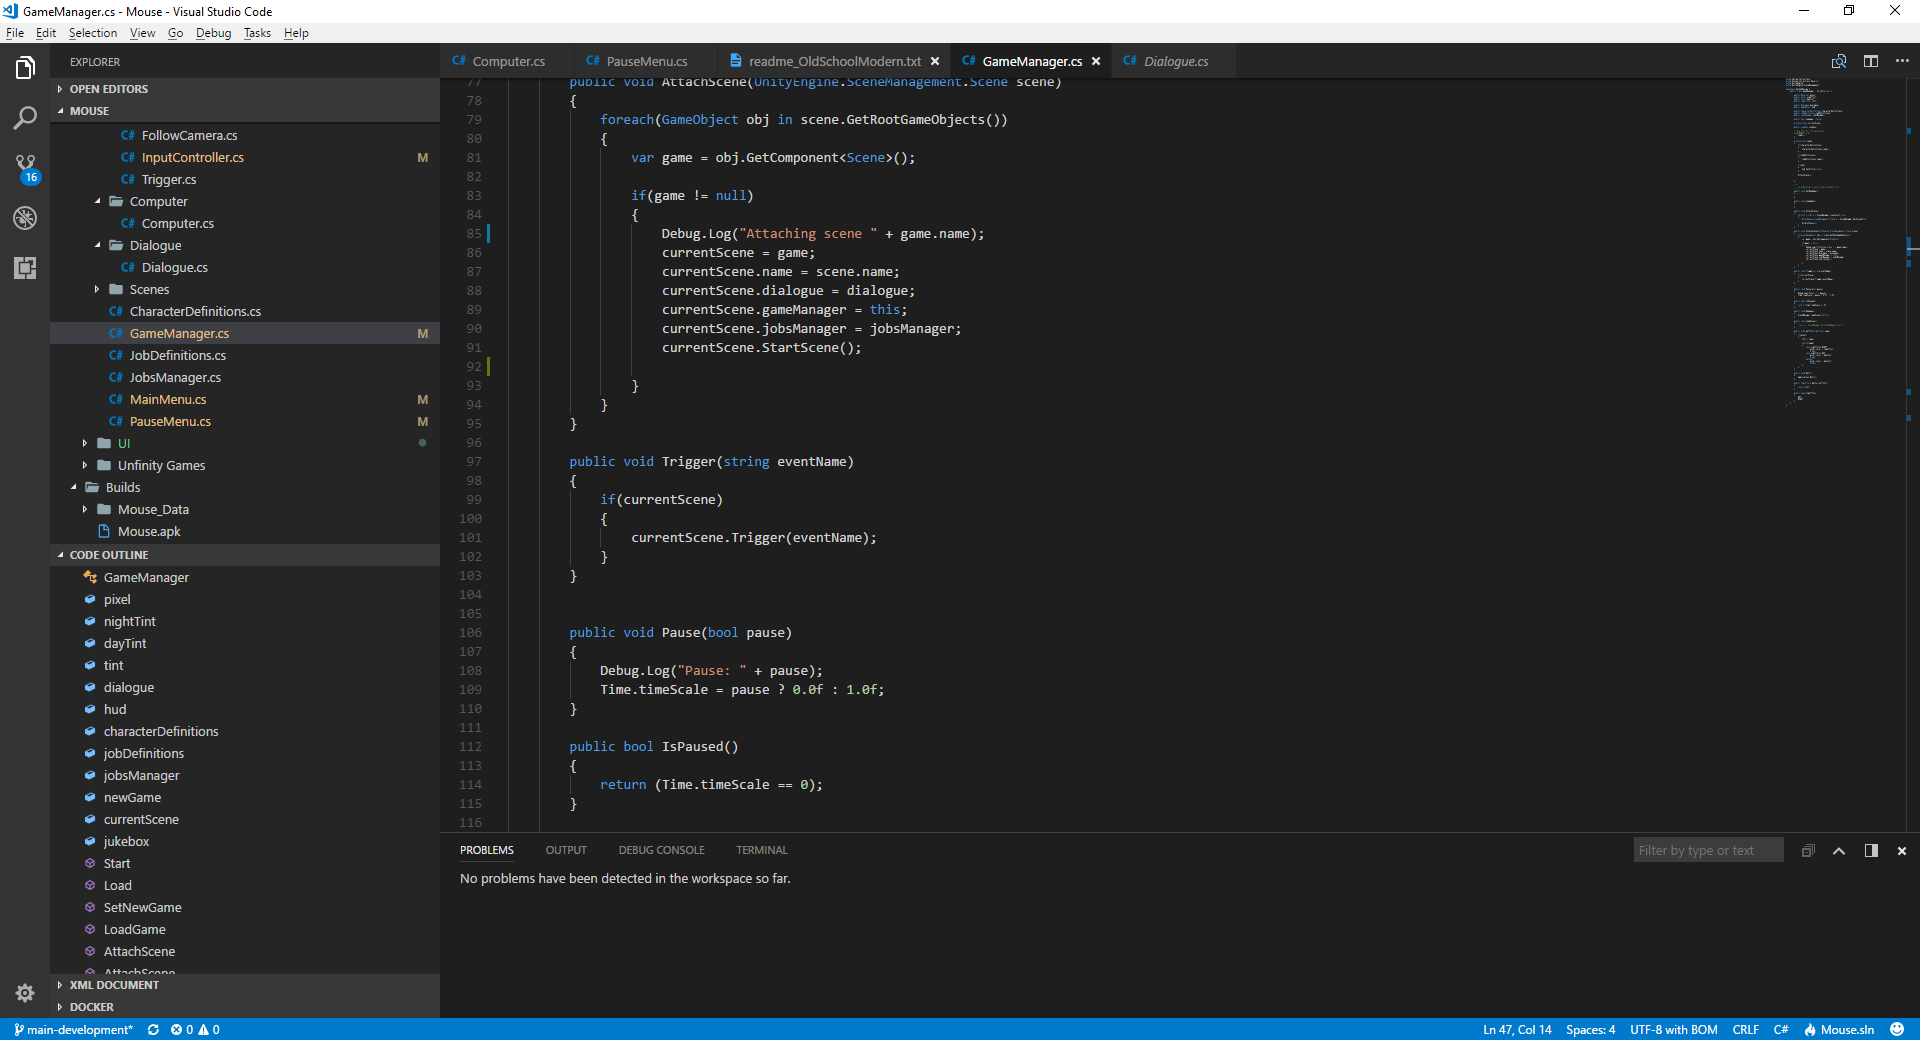 GameManager.cs - Mouse - Visual Studio Code
File Edit Selection View Go Debug Tasks Help
EXPLORER
OPEN EDITORS
MOUSE
FollowCamera.cs
InputController.cs M
Trigger.cs
Computer
Computer.cs
Dialogue
Dialogue.cs
Scenes
CharacterDefinitions.cs
GameManager.cs M
JobDefinitions.cs
JobsManager.cs
MainMenu.cs M
PauseMenu.cs M
UI
Unfinity Games
Builds
Mouse_Data
Mouse.apk
CODE OUTLINE
GameManager
pixel
nightTint
dayTint
tint
dialogue
hud
characterDefinitions
jobDefinitions
jobsManager
newGame
currentScene
jukebox
Start
Load
SetNewGame
LoadGame
AttachScene
AttachScene
XML DOCUMENT
DOCKER
16
C# Computer.cs C# PauseMenu.cs readme_OldSchoolModern.txt C# GameManager.cs C# Dialogue.cs
77 public void AttachScene(UnityEngine.SceneManagement.Scene scene)
78 {
79 foreach(GameObject obj in scene.GetRootGameObjects())
80 {
81 var game = obj.GetComponent<Scene>();
82
83 if(game != null)
84 {
85 Debug.Log("Attaching scene " + game.name);
86 currentScene = game;
87 currentScene.name = scene.name;
88 currentScene.dialogue = dialogue;
89 currentScene.gameManager = this;
90 currentScene.jobsManager = jobsManager;
91 currentScene.StartScene();
92
93 }
94 }
95 }
96
97 public void Trigger(string eventName)
98 {
99 if(currentScene)
100 {
101 currentScene.Trigger(eventName);
102 }
103 }
104
105
106 public void Pause(bool pause)
107 {
108 Debug.Log("Pause: " + pause);
109 Time.timeScale = pause ? 0.0f : 1.0f;
110 }
111
112 public bool IsPaused()
113 {
114 return (Time.timeScale == 0);
115 }
116
PROBLEMS OUTPUT DEBUG CONSOLE TERMINAL Filter by type or text
No problems have been detected in the workspace so far.
main-development* 0 0 Ln 47, Col 14 Spaces: 4 UTF-8 with BOM CRLF C# Mouse.sln